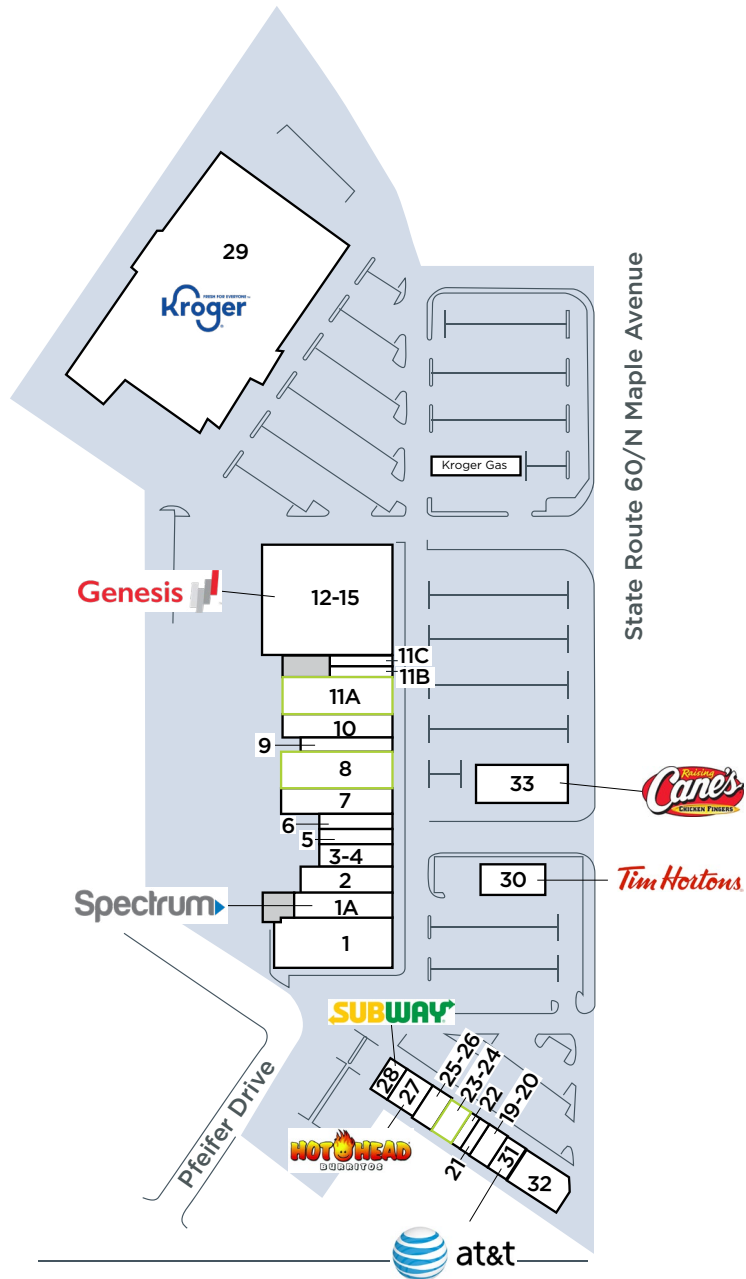 29
FRESH FOR EVERYONE™
Kroger
State Route 60/N Maple Avenue
Kroger Gas
Genesis
12-15
11C
11B
11A
10
9
8
7
6
5
3-4
2
Spectrum
1A
1
33
Raising
Cane's
CHICKEN FINGERS
30
Tim Hortons
SUBWAY
28
27
25-26
23-24
22
21
19-20
31
32
HOT HEAD
BURRITOS
Pfeifer Drive
at&t